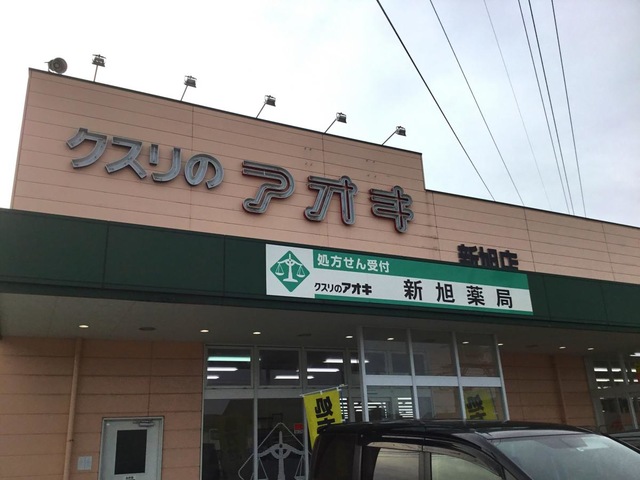 クスリのアオキ
新旭店
処方せん受付
クスリのアオキ 新旭薬局
処